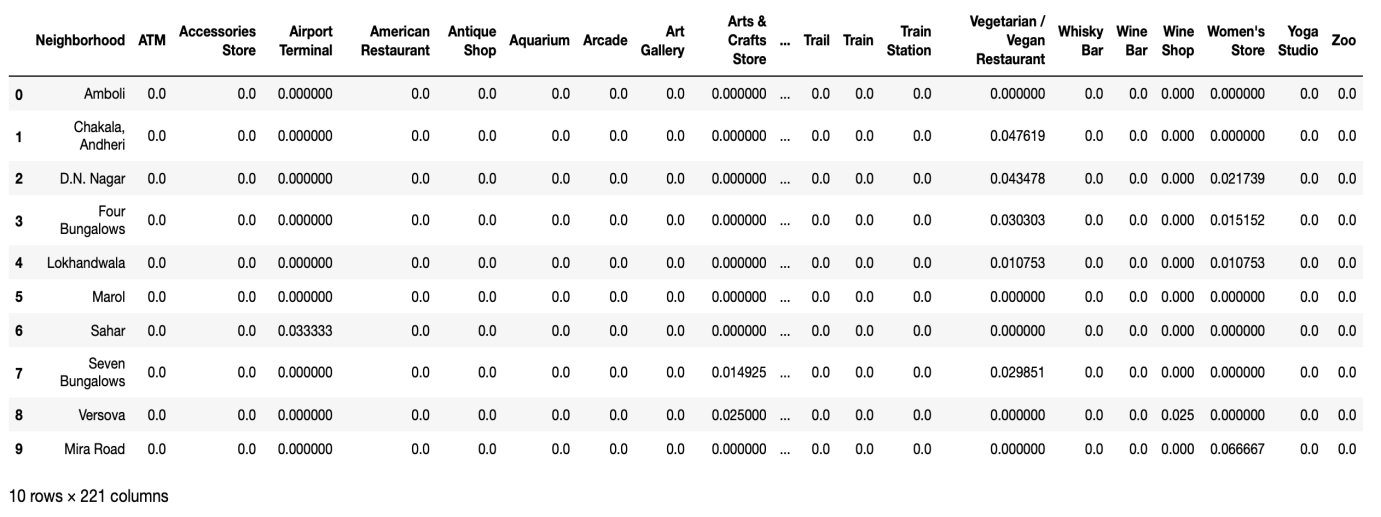 Neighborhood ATM Accessories Store Airport Terminal American Restaurant Antique Shop Aquarium Arcade Art Gallery Arts & Crafts Store ... Trail Train Train Station Vegetarian / Vegan Restaurant Whisky Bar Wine Bar Wine Shop Women's Store Yoga Studio Zoo
0 Amboli 0.0 0.0 0.000000 0.0 0.0 0.0 0.0 0.0 0.000000 ... 0.0 0.0 0.0 0.000000 0.0 0.0 0.000 0.000000 0.0 0.0
1 Chakala, Andheri 0.0 0.0 0.000000 0.0 0.0 0.0 0.0 0.0 0.000000 ... 0.0 0.0 0.0 0.047619 0.0 0.0 0.000 0.000000 0.0 0.0
2 D.N. Nagar 0.0 0.0 0.000000 0.0 0.0 0.0 0.0 0.0 0.000000 ... 0.0 0.0 0.0 0.043478 0.0 0.0 0.000 0.021739 0.0 0.0
3 Four Bungalows 0.0 0.0 0.000000 0.0 0.0 0.0 0.0 0.0 0.000000 ... 0.0 0.0 0.0 0.030303 0.0 0.0 0.000 0.015152 0.0 0.0
4 Lokhandwala 0.0 0.0 0.000000 0.0 0.0 0.0 0.0 0.0 0.000000 ... 0.0 0.0 0.0 0.010753 0.0 0.0 0.000 0.010753 0.0 0.0
5 Marol 0.0 0.0 0.000000 0.0 0.0 0.0 0.0 0.0 0.000000 ... 0.0 0.0 0.0 0.000000 0.0 0.0 0.000 0.000000 0.0 0.0
6 Sahar 0.0 0.0 0.033333 0.0 0.0 0.0 0.0 0.0 0.000000 ... 0.0 0.0 0.0 0.000000 0.0 0.0 0.000 0.000000 0.0 0.0
7 Seven Bungalows 0.0 0.0 0.000000 0.0 0.0 0.0 0.0 0.0 0.014925 ... 0.0 0.0 0.0 0.029851 0.0 0.0 0.000 0.000000 0.0 0.0
8 Versova 0.0 0.0 0.000000 0.0 0.0 0.0 0.0 0.0 0.025000 ... 0.0 0.0 0.0 0.000000 0.0 0.0 0.025 0.000000 0.0 0.0
9 Mira Road 0.0 0.0 0.000000 0.0 0.0 0.0 0.0 0.0 0.000000 ... 0.0 0.0 0.0 0.000000 0.0 0.0 0.000 0.066667 0.0 0.0
10 rows × 221 columns